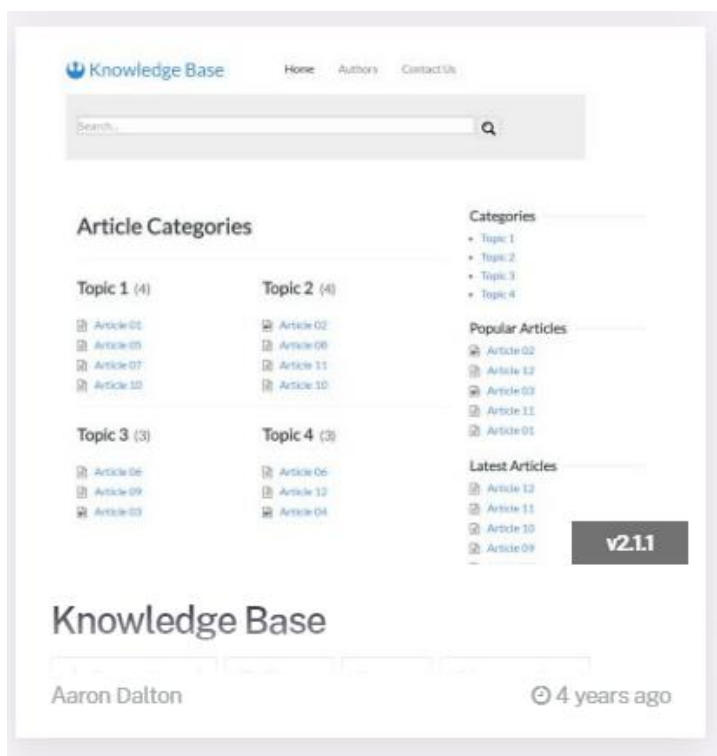 Knowledge Base Home Authors Contact Us
Search...
Article Categories
Topic 1 (4)
Article 01
Article 05
Article 07
Article 10
Topic 2 (4)
Article 02
Article 08
Article 11
Article 10
Topic 3 (3)
Article 06
Article 09
Article 03
Topic 4 (3)
Article 06
Article 12
Article 04
Categories
Topic 1
Topic 2
Topic 3
Topic 4
Popular Articles
Article 02
Article 12
Article 03
Article 11
Article 01
Latest Articles
Article 12
Article 11
Article 10
Article 09
v2.1.1
Knowledge Base
Aaron Dalton
4 years ago